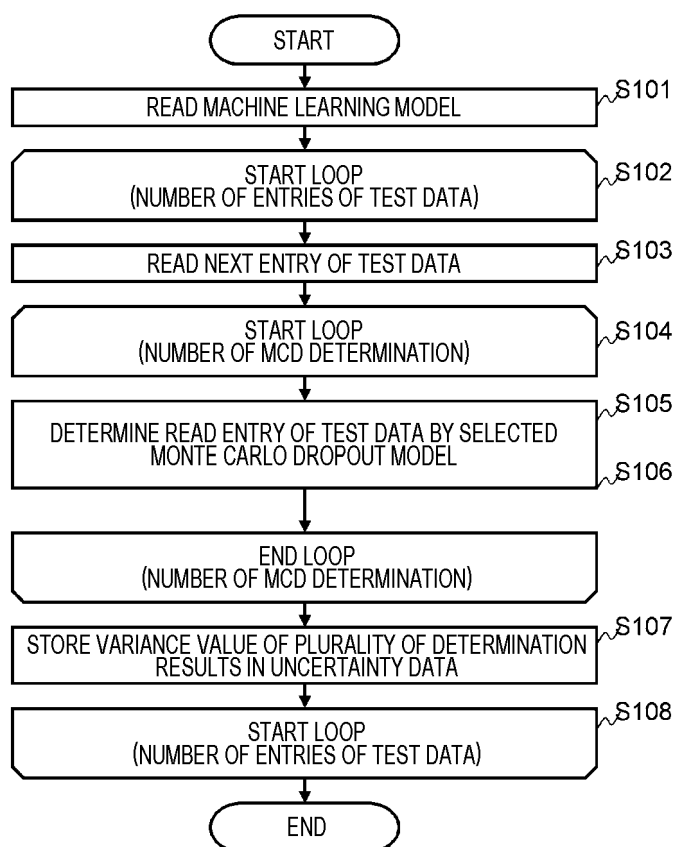 START
READ MACHINE LEARNING MODEL
S101
START LOOP
(NUMBER OF ENTRIES OF TEST DATA)
S102
READ NEXT ENTRY OF TEST DATA
S103
START LOOP
(NUMBER OF MCD DETERMINATION)
S104
S105
DETERMINE READ ENTRY OF TEST DATA BY SELECTED
MONTE CARLO DROPOUT MODEL
S106
END LOOP
(NUMBER OF MCD DETERMINATION)
S107
STORE VARIANCE VALUE OF PLURALITY OF DETERMINATION
RESULTS IN UNCERTAINTY DATA
S108
START LOOP
(NUMBER OF ENTRIES OF TEST DATA)
END